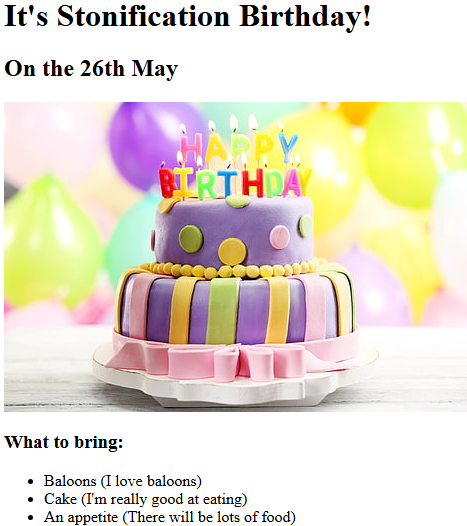 It's Stonification Birthday!
On the 26th May
HAPPY
BIRTHDAY
What to bring:
Baloons (I love baloons)
Cake (I'm really good at eating)
An appetite (There will be lots of food)